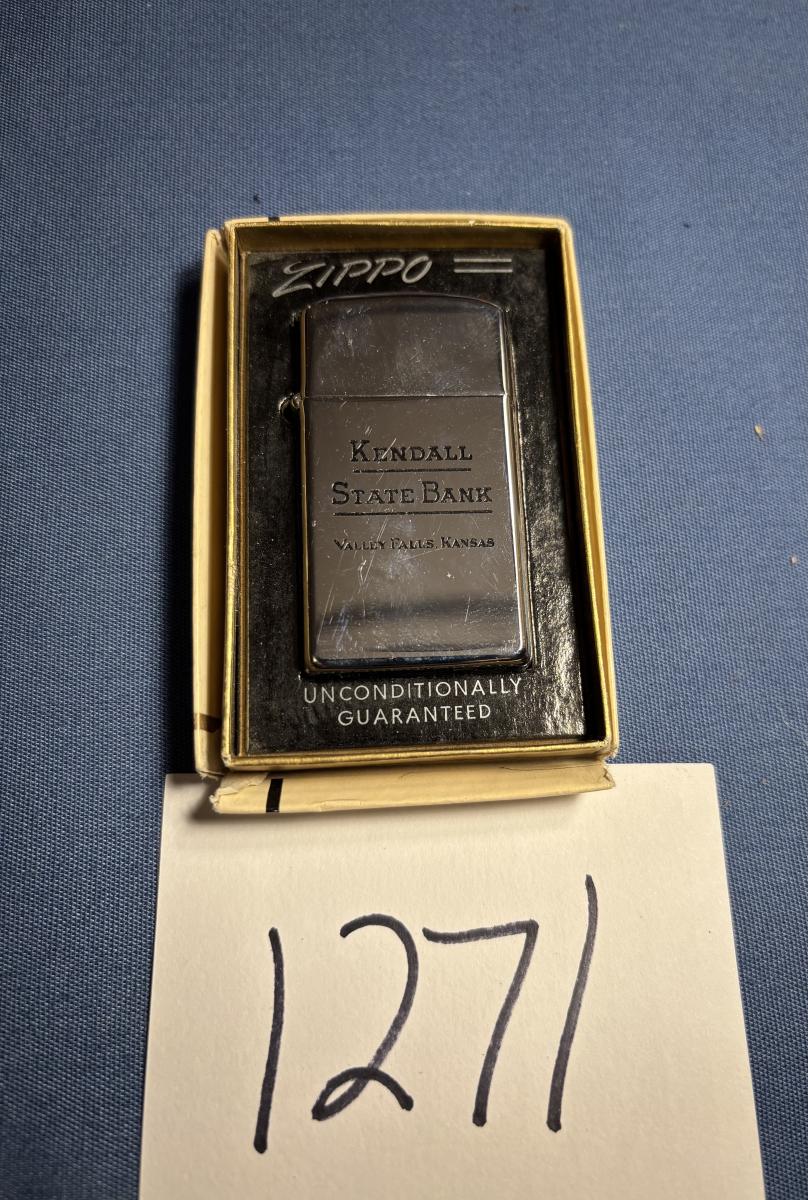 ZIPPO
KENDALL
STATE BANK
VALLEY FALLS, KANSAS
UNCONDITIONALLY
GUARANTEED
1271